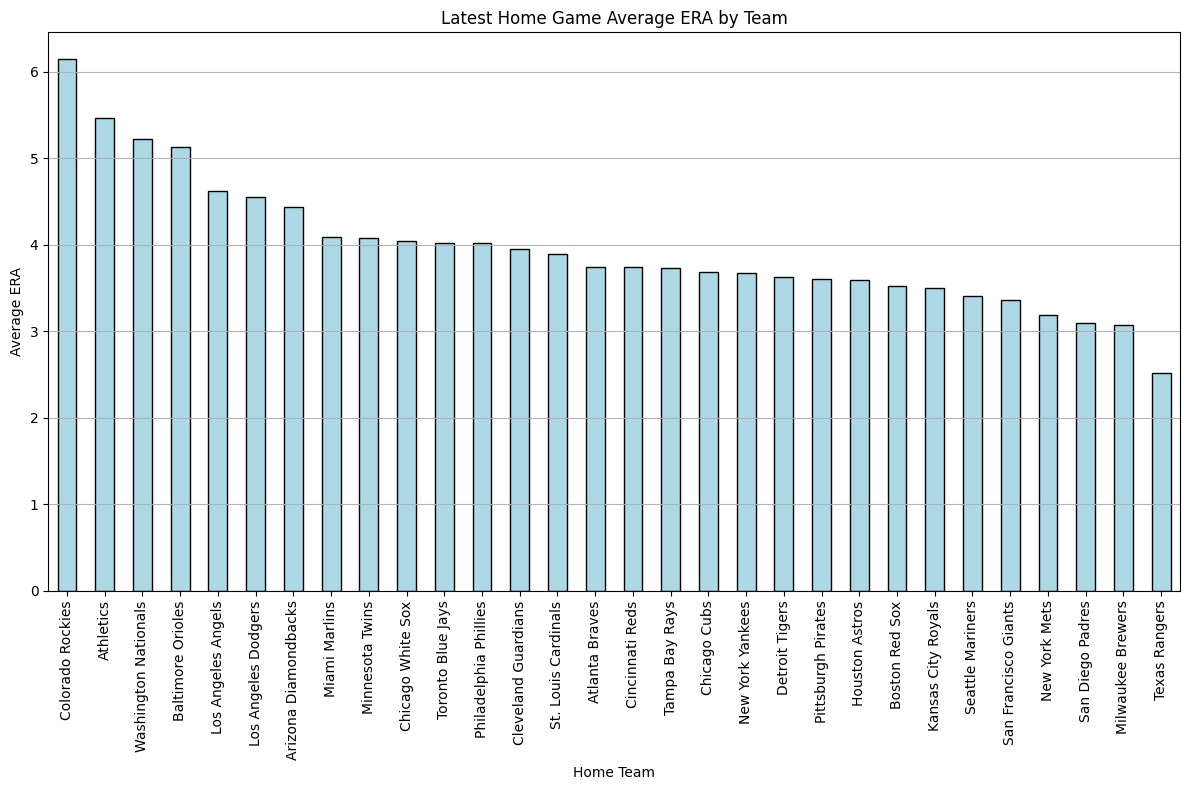 Latest Home Game Average ERA by Team
Average ERA
6
5
4
3
2
1
0
Colorado Rockies
Athletics
Washington Nationals
Baltimore Orioles
Los Angeles Angels
Los Angeles Dodgers
Arizona Diamondbacks
Miami Marlins
Minnesota Twins
Chicago White Sox
Toronto Blue Jays
Philadelphia Phillies
Cleveland Guardians
St. Louis Cardinals
Atlanta Braves
Cincinnati Reds
Tampa Bay Rays
Chicago Cubs
New York Yankees
Detroit Tigers
Pittsburgh Pirates
Houston Astros
Boston Red Sox
Kansas City Royals
Seattle Mariners
San Francisco Giants
New York Mets
San Diego Padres
Milwaukee Brewers
Texas Rangers
Home Team